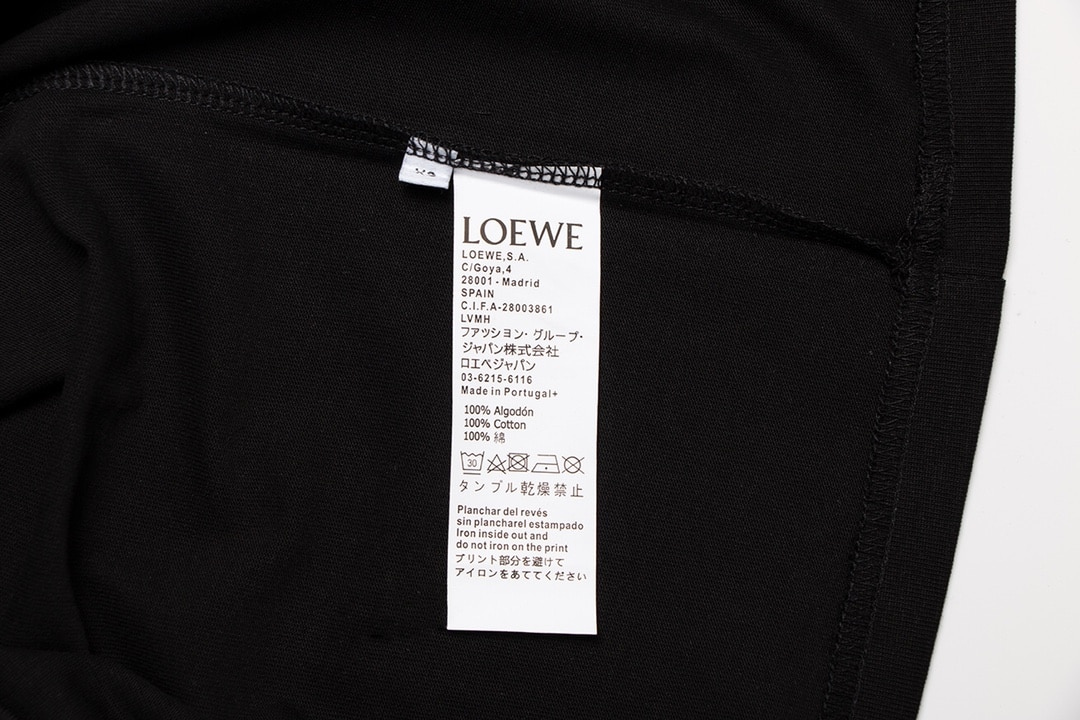 LOEWE
LOEWE,S.A.
C/Goya,4
28001 - Madrid
SPAIN
C.I.F.A-28003861
LVMH
ファッション・グループ・
ジャパン株式会社
ロエベジャパン
03-6215-6116
Made in Portugal+
100% Algodón
100% Cotton
100% 綿
30
タンブル乾燥禁止
Planchar del revés
sin plancharel estampado
Iron inside out and
do not iron on the print
プリント部分を避けて
アイロンをあててください